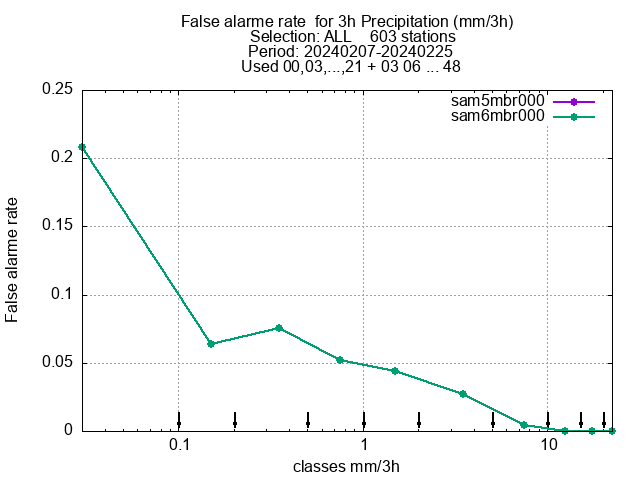 False alarme rate  for 3h Precipitation (mm/3h)
Selection: ALL    603 stations
Period: 20240207-20240225
Used 00,03,...,21 + 03 06 ... 48
sam5mbr000
sam6mbr000
0.25
0.2
0.15
0.1
0.05
0
False alarme rate
0.1
1
10
classes mm/3h